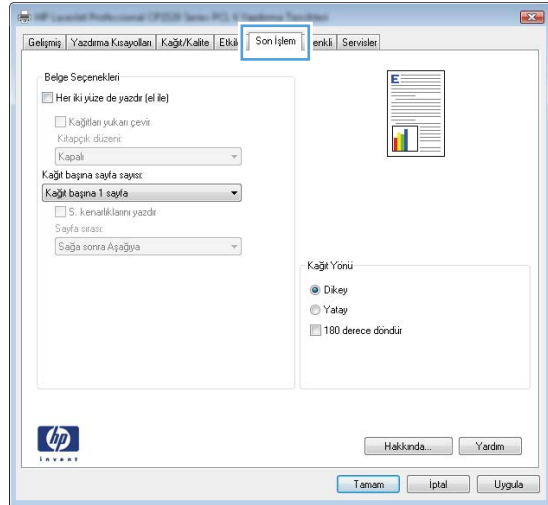 Gelişmiş Yazdırma Kısayolları Kağıt/Kalite Son İşlem Servisler
Belge Seçenekleri
Her iki yüze de yazdır (el ile)
Kağıtları yukarı çevir
Kitapçık düzeni:
Kapalı
Kağıt başına sayfa sayısı:
Kağıt başına 1 sayfa
S. kenarlıklarını yazdır
Sayfa sırası:
Sağa sonra Aşağıya
E
Kağıt Yönü
Dikey
Yatay
180 derece döndür
hp
invent
Hakkında... Yardım
Tamam İptal Uygula